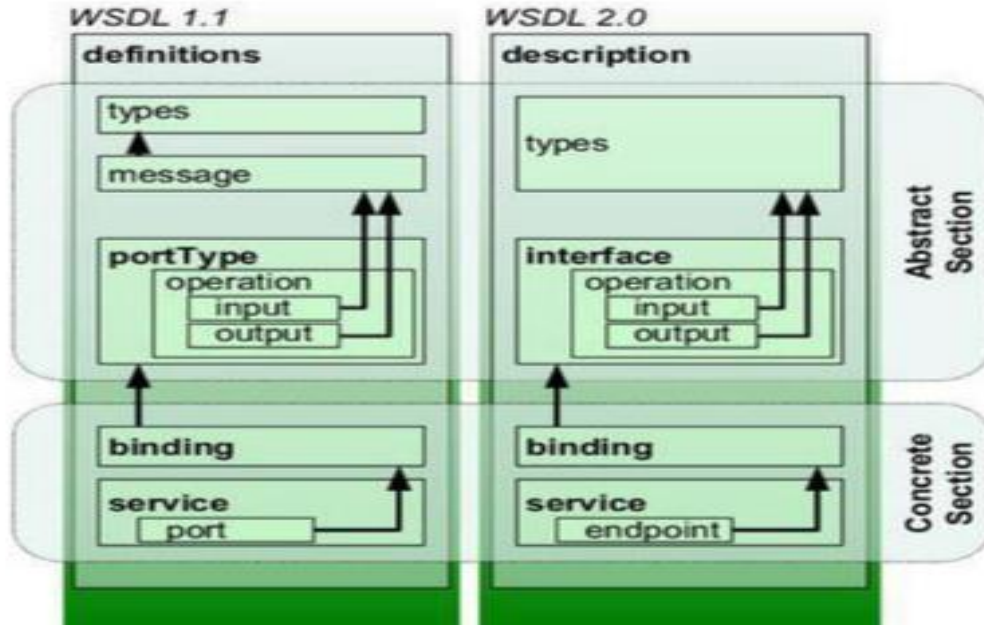 WSDL 1.1
definitions
types
message
portType
operation
input
output
binding
service
port
WSDL 2.0
description
types
interface
operation
input
output
binding
service
endpoint
Abstract
Section
Concrete
Section